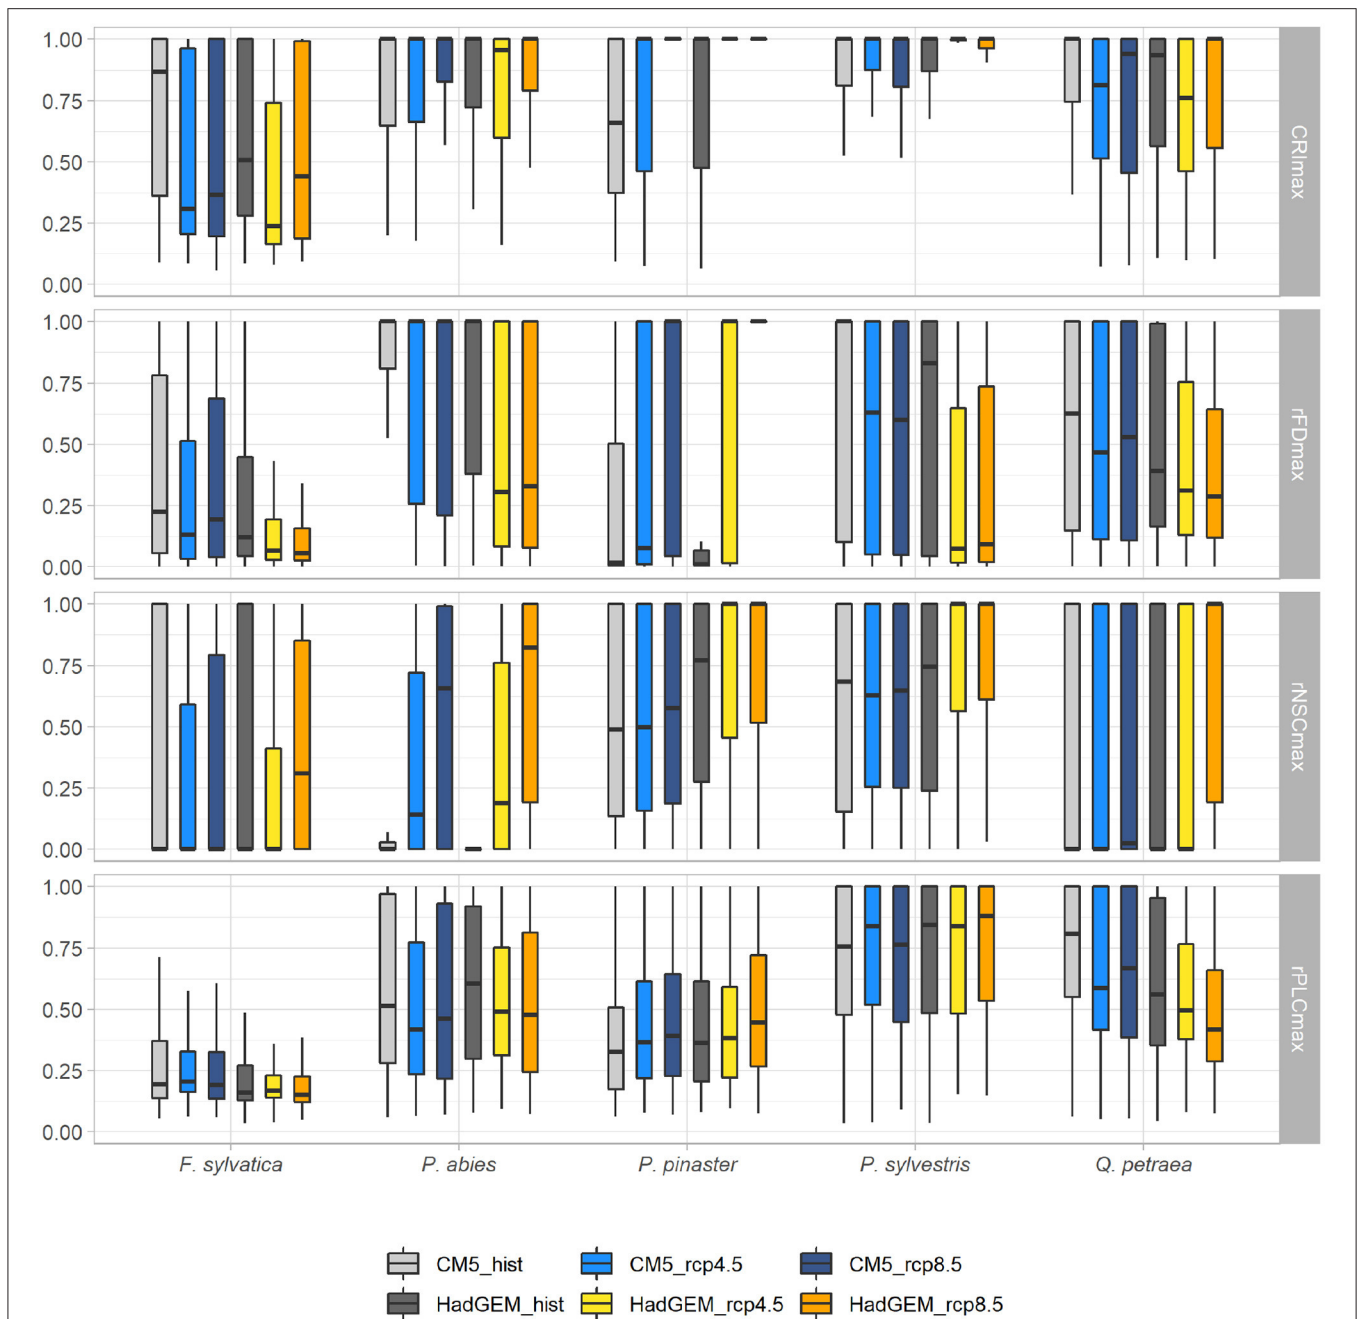 1.00
0.75
0.50
0.25
0.00
CRImax
1.00
0.75
0.50
0.25
0.00
rFDmax
1.00
0.75
0.50
0.25
0.00
rNSCmax
1.00
0.75
0.50
0.25
0.00
rPLCmax
F. sylvatica P. abies P. pinaster P. sylvestris Q. petraea
CM5_hist CM5_rcp4.5 CM5_rcp8.5
HadGEM_hist HadGEM_rcp4.5 HadGEM_rcp8.5